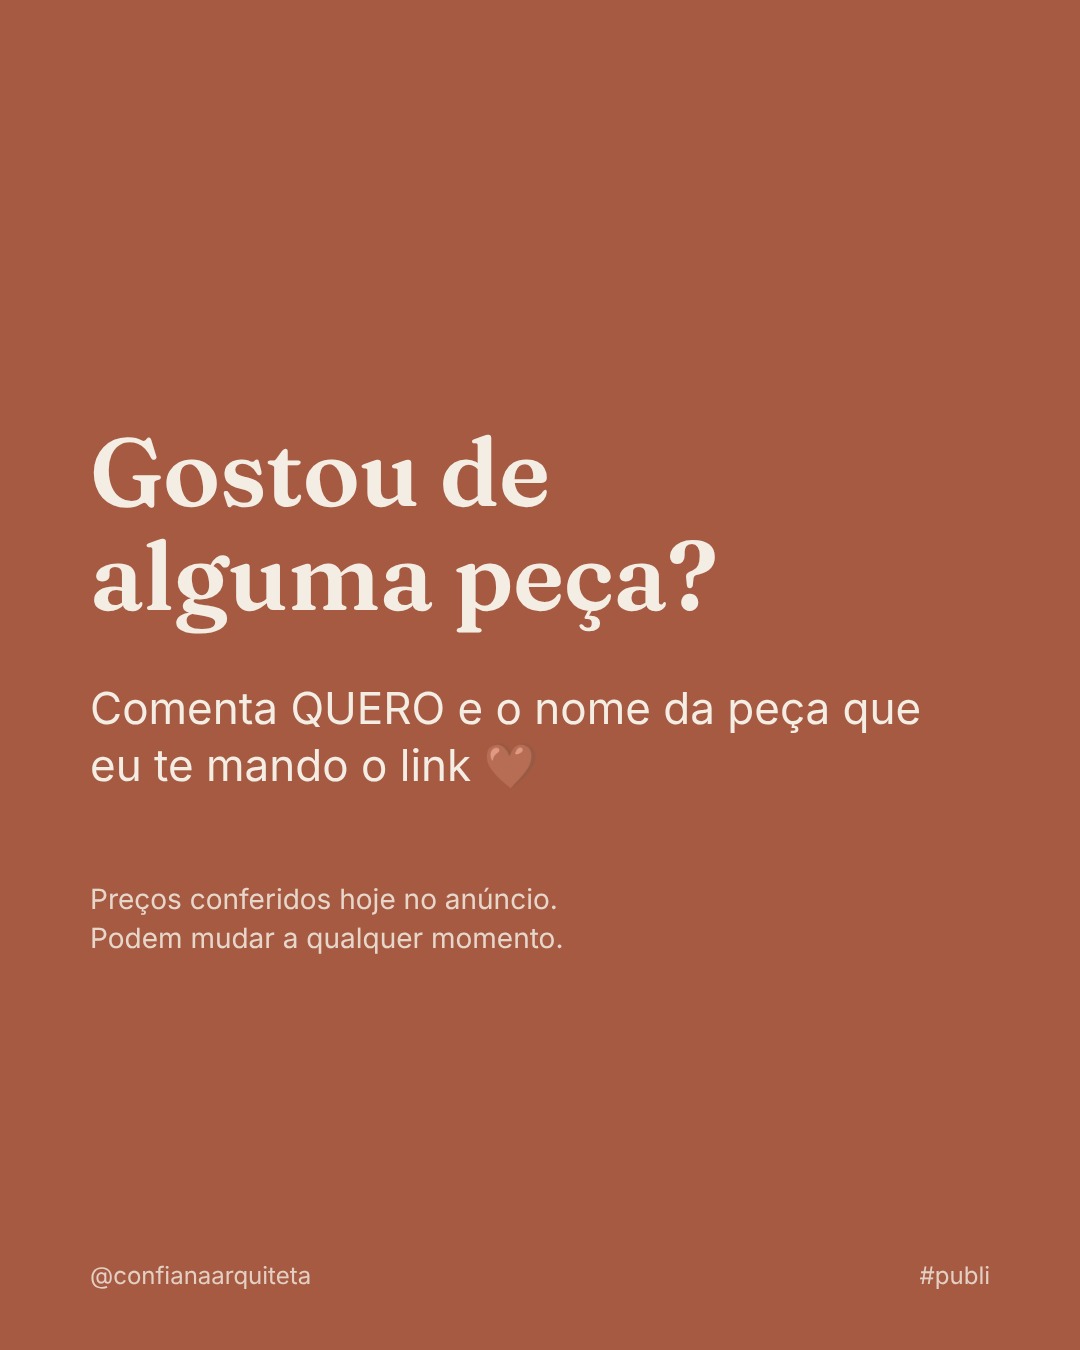 Gostou de
alguma peça?
Comenta QUERO e o nome da peça que
eu te mando o link 🤎
Preços conferidos hoje no anúncio.
Podem mudar a qualquer momento.
@confianaarquiteta
#publi